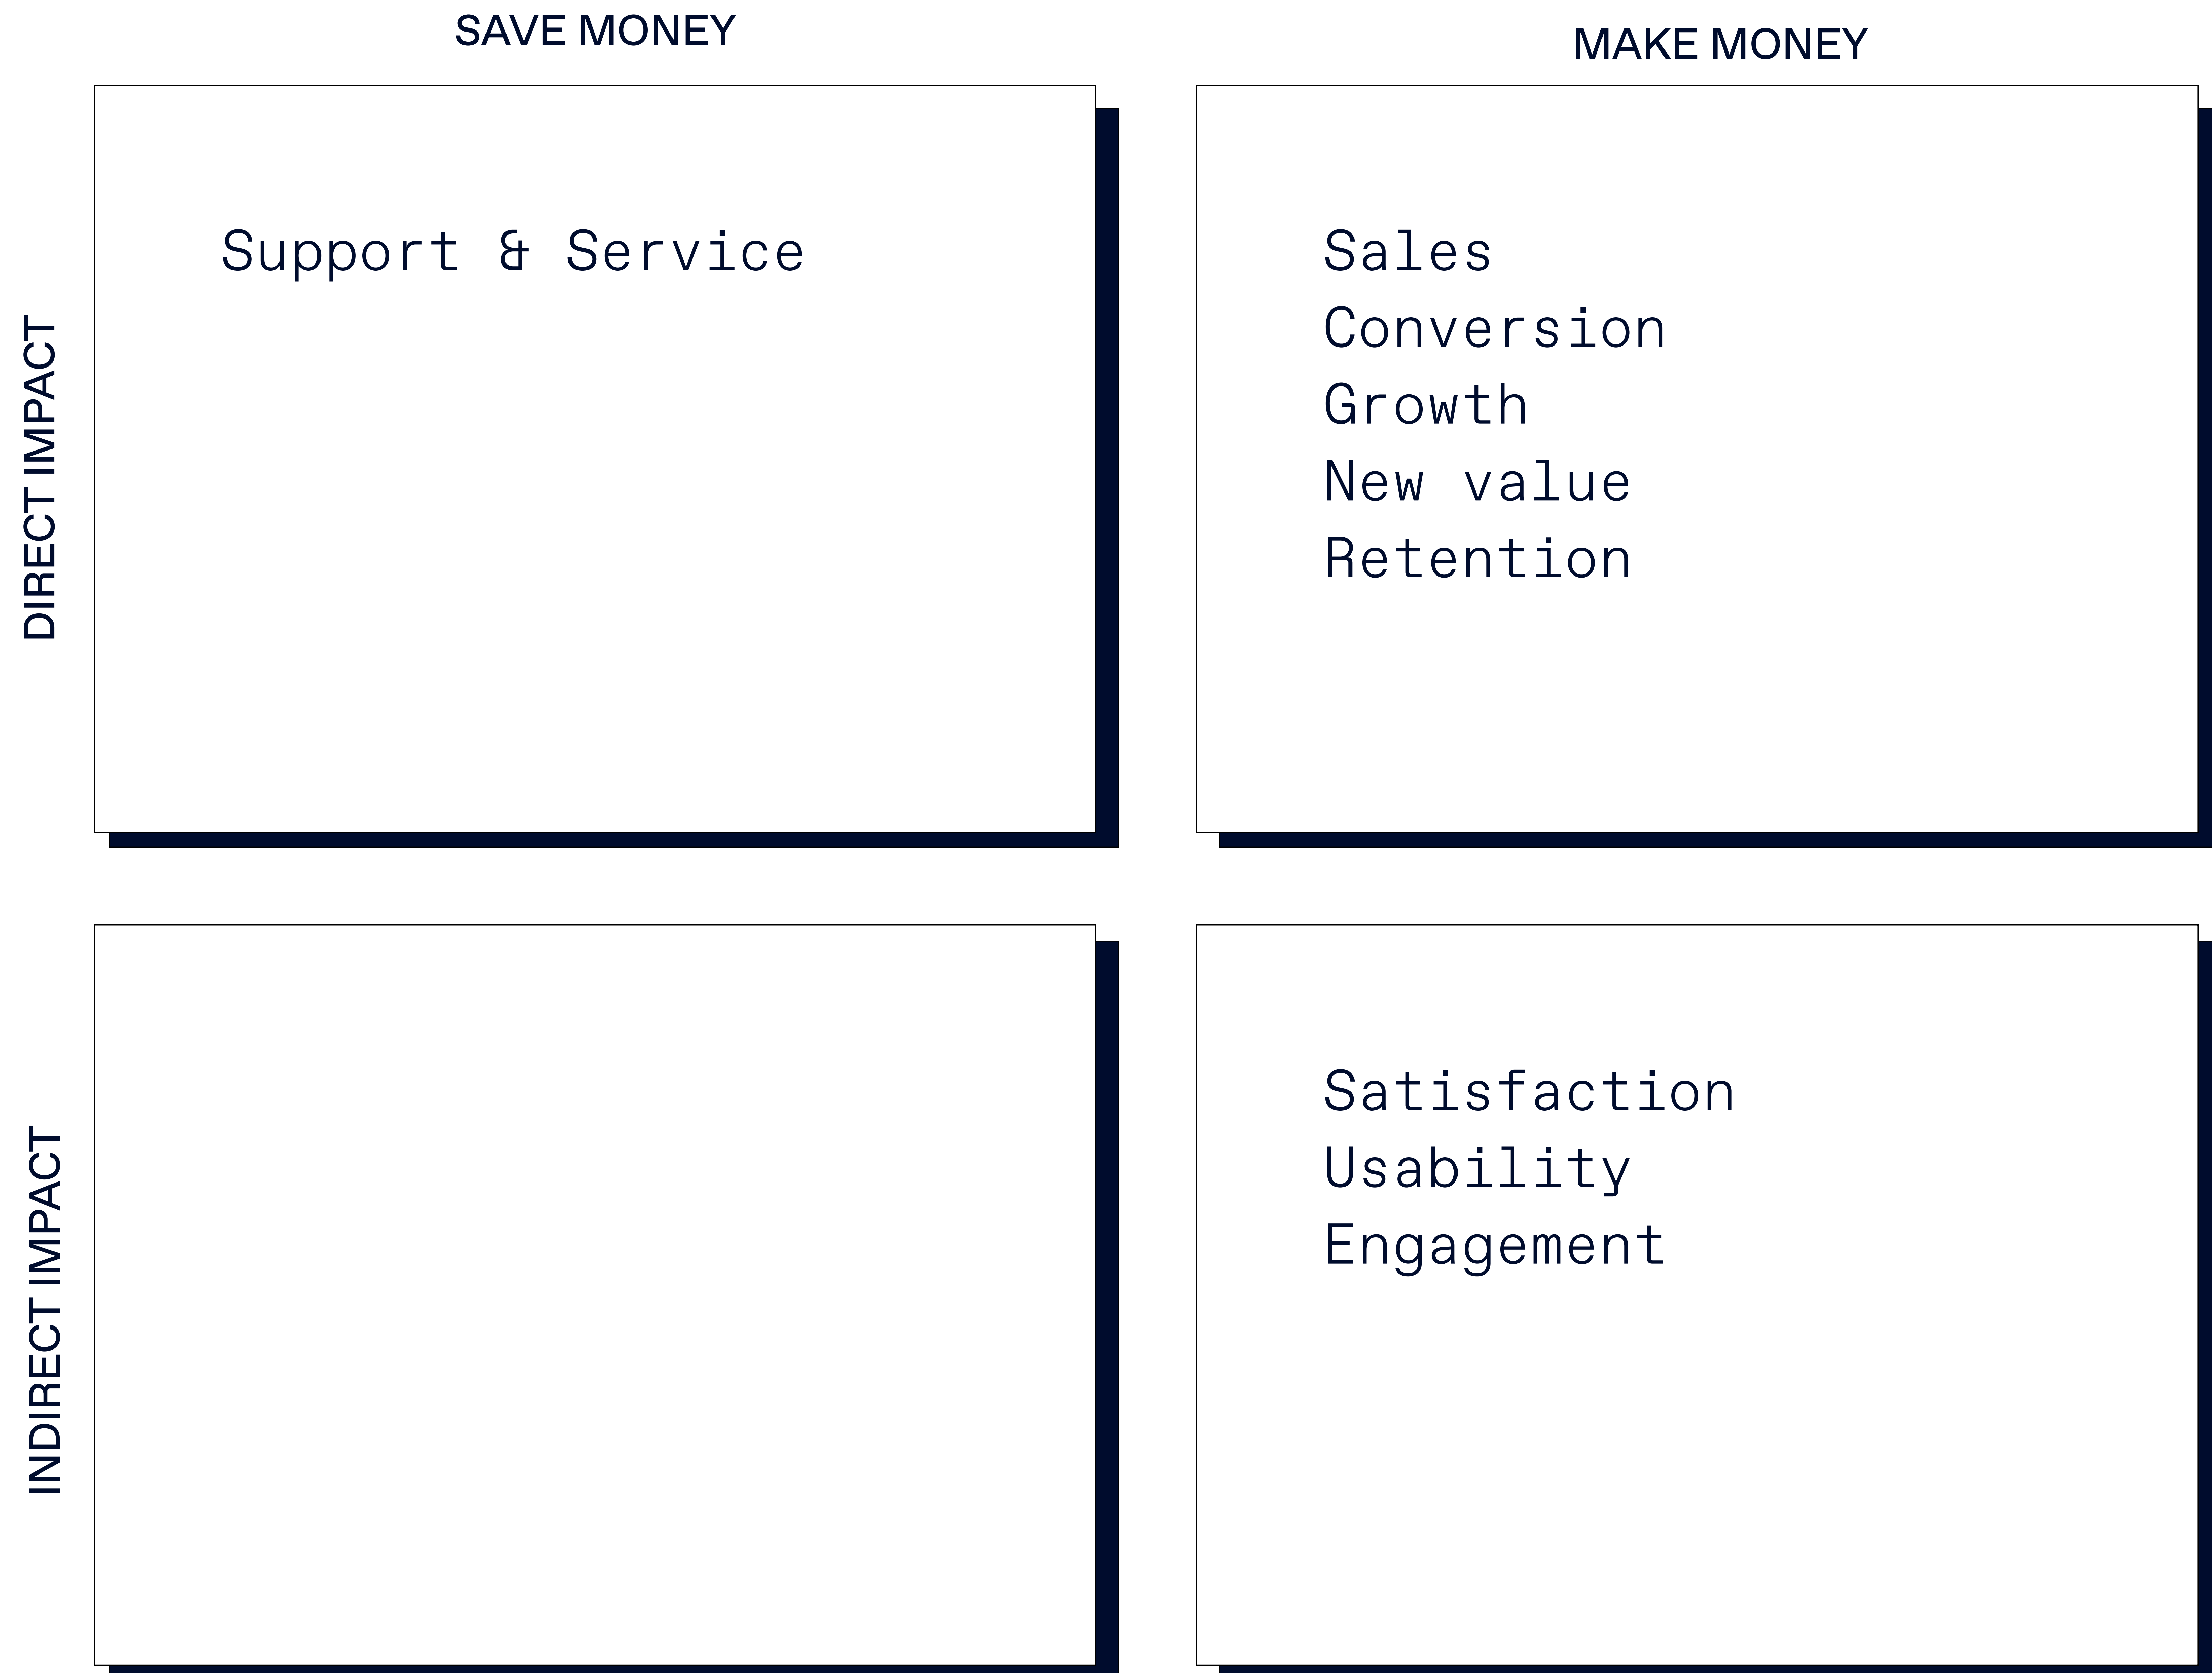 SAVE MONEY
MAKE MONEY
DIRECT IMPACT
Support & Service
Sales
Conversion
Growth
New value
Retention
INDIRECT IMPACT
Satisfaction
Usability
Engagement